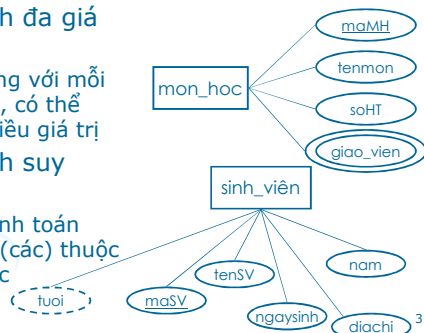 h đa giá
ng với mỗi
, có thể
iều giá trị
h suy
nh toán
(các) thuộc
c
mon_hoc
maMH
tenmon
soHT
giao_vien
sinh_viên
tuoi
maSV
tenSV
ngaysinh
diachi
nam
3